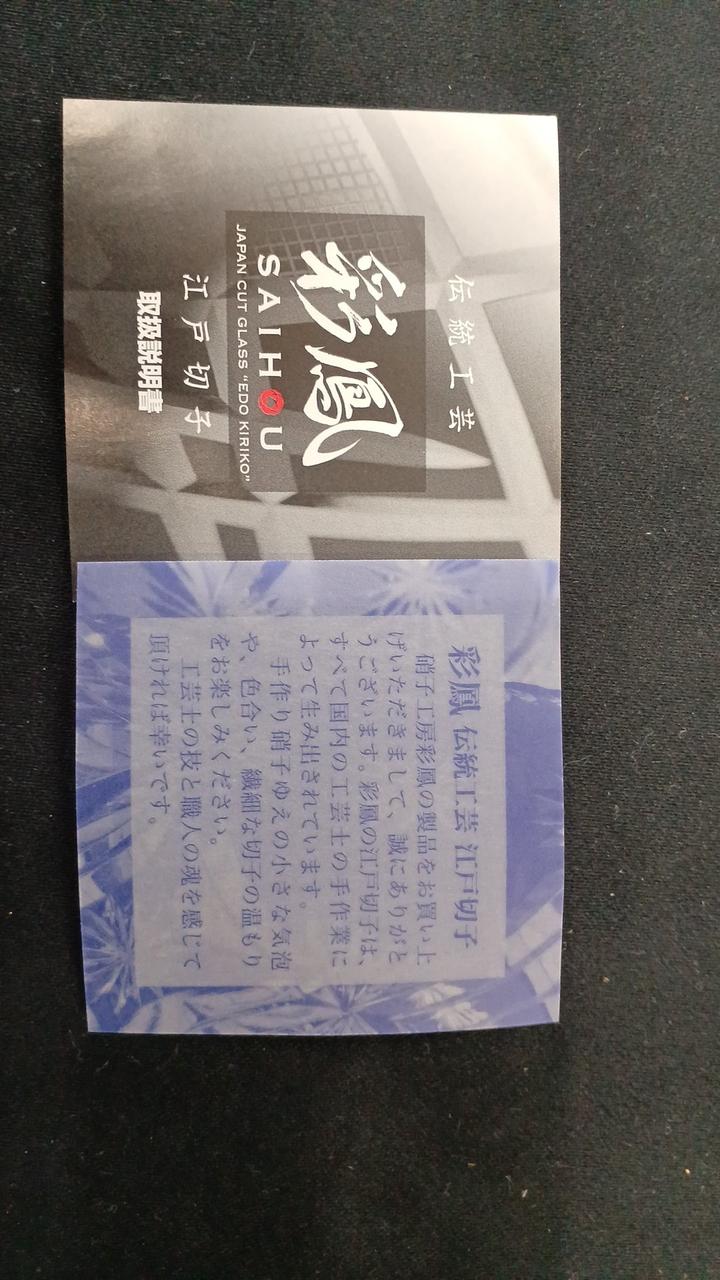 伝統工芸
彩鳳
SAIHOU
JAPAN CUT GLASS “EDO KIRIKO”
江戸切子
取扱説明書
彩鳳 伝統工芸 江戸切子
硝子工房彩鳳の製品をお買い上
げいただきまして、誠にありがと
うございます。彩鳳の江戸切子は、
すべて国内の工芸士の手作業に
よって生み出されています。
手作り硝子ゆえの小さな気泡
や、色合い、繊細な切子の温もり
をお楽しみください。
工芸士の技と職人の魂を感じて
頂ければ幸いです。